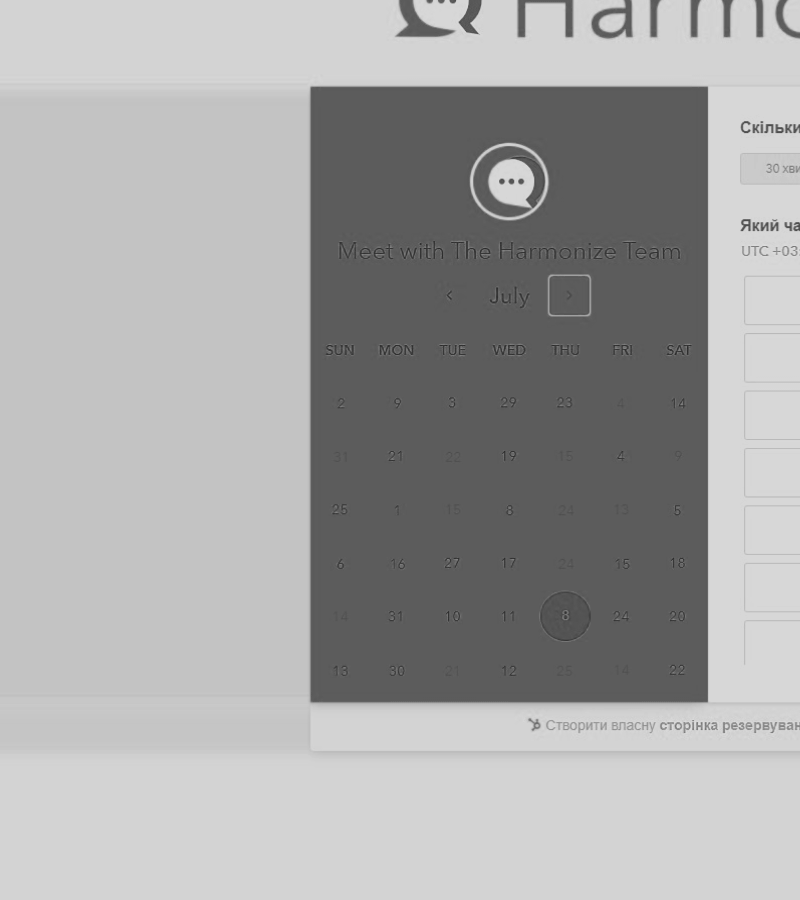 Harmo
Скільки
30 хви
Meet with The Harmonize Team
Який ча
UTC +03:
July
SUN MON TUE WED THU FRI SAT
2 9 3 29 23 4 14
31 21 22 19 15 4 9
25 1 15 8 24 13 5
6 16 27 17 24 15 18
14 31 10 11 8 24 20
13 30 21 12 25 14 22
Створити власну сторінка резервуван